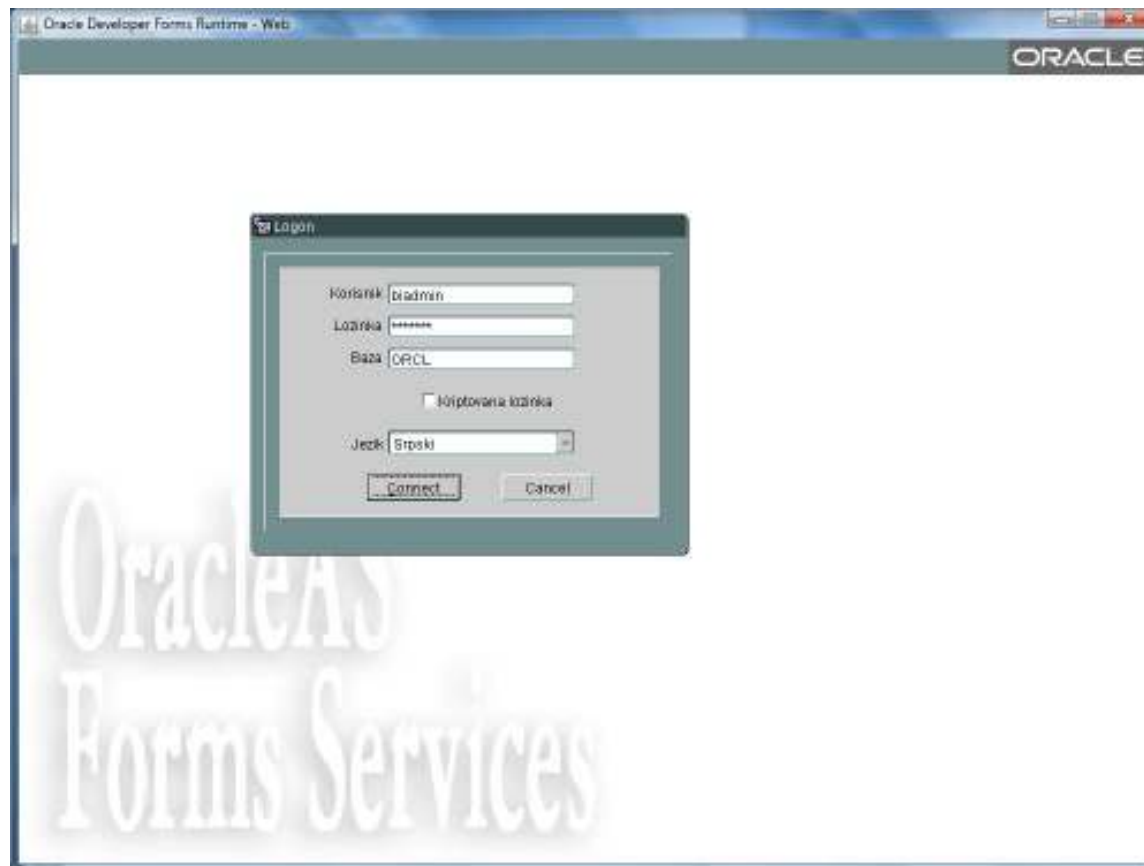 Oracle Developer Forms Runtime - Web
ORACLE
Logon
Korisnik biadmin
Lozinka *******
Baza ORCL
Kriptovana lozinka
Jezik Srpski
Connect Cancel
OracleAS
Forms Services